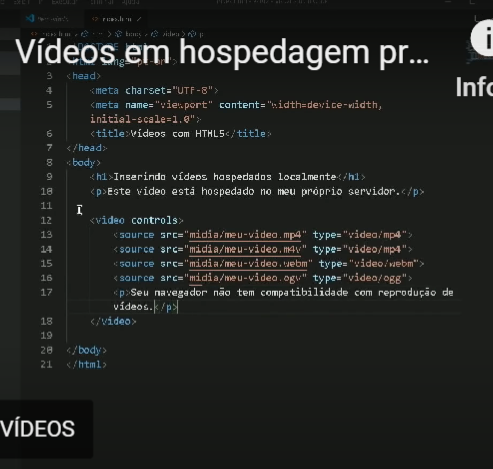 Vídeos em hospedagem pr...
Info
<html lang="pt-br">
3 <head>
4 <meta charset="UTF-8">
5 <meta name="viewport" content="width=device-width,
initial-scale=1.0">
6 <title>Vídeos com HTML5</title>
7 </head>
8 <body>
9 <h1>Inserindo vídeos hospedados localmente</h1>
10 <p>Este vídeo está hospedado no meu próprio servidor.</p>
11
12 <video controls>
13 <source src="midia/meu-video.mp4" type="video/mp4">
14 <source src="midia/meu-video.m4v" type="video/mp4">
15 <source src="midia/meu-video.webm" type="video/webm">
16 <source src="midia/meu-video.ogv" type="video/ogg">
17 <p>Seu navegador não tem compatibilidade com reprodução de
vídeos.</p>
18 </video>
19
20 </body>
21 </html>
VÍDEOS